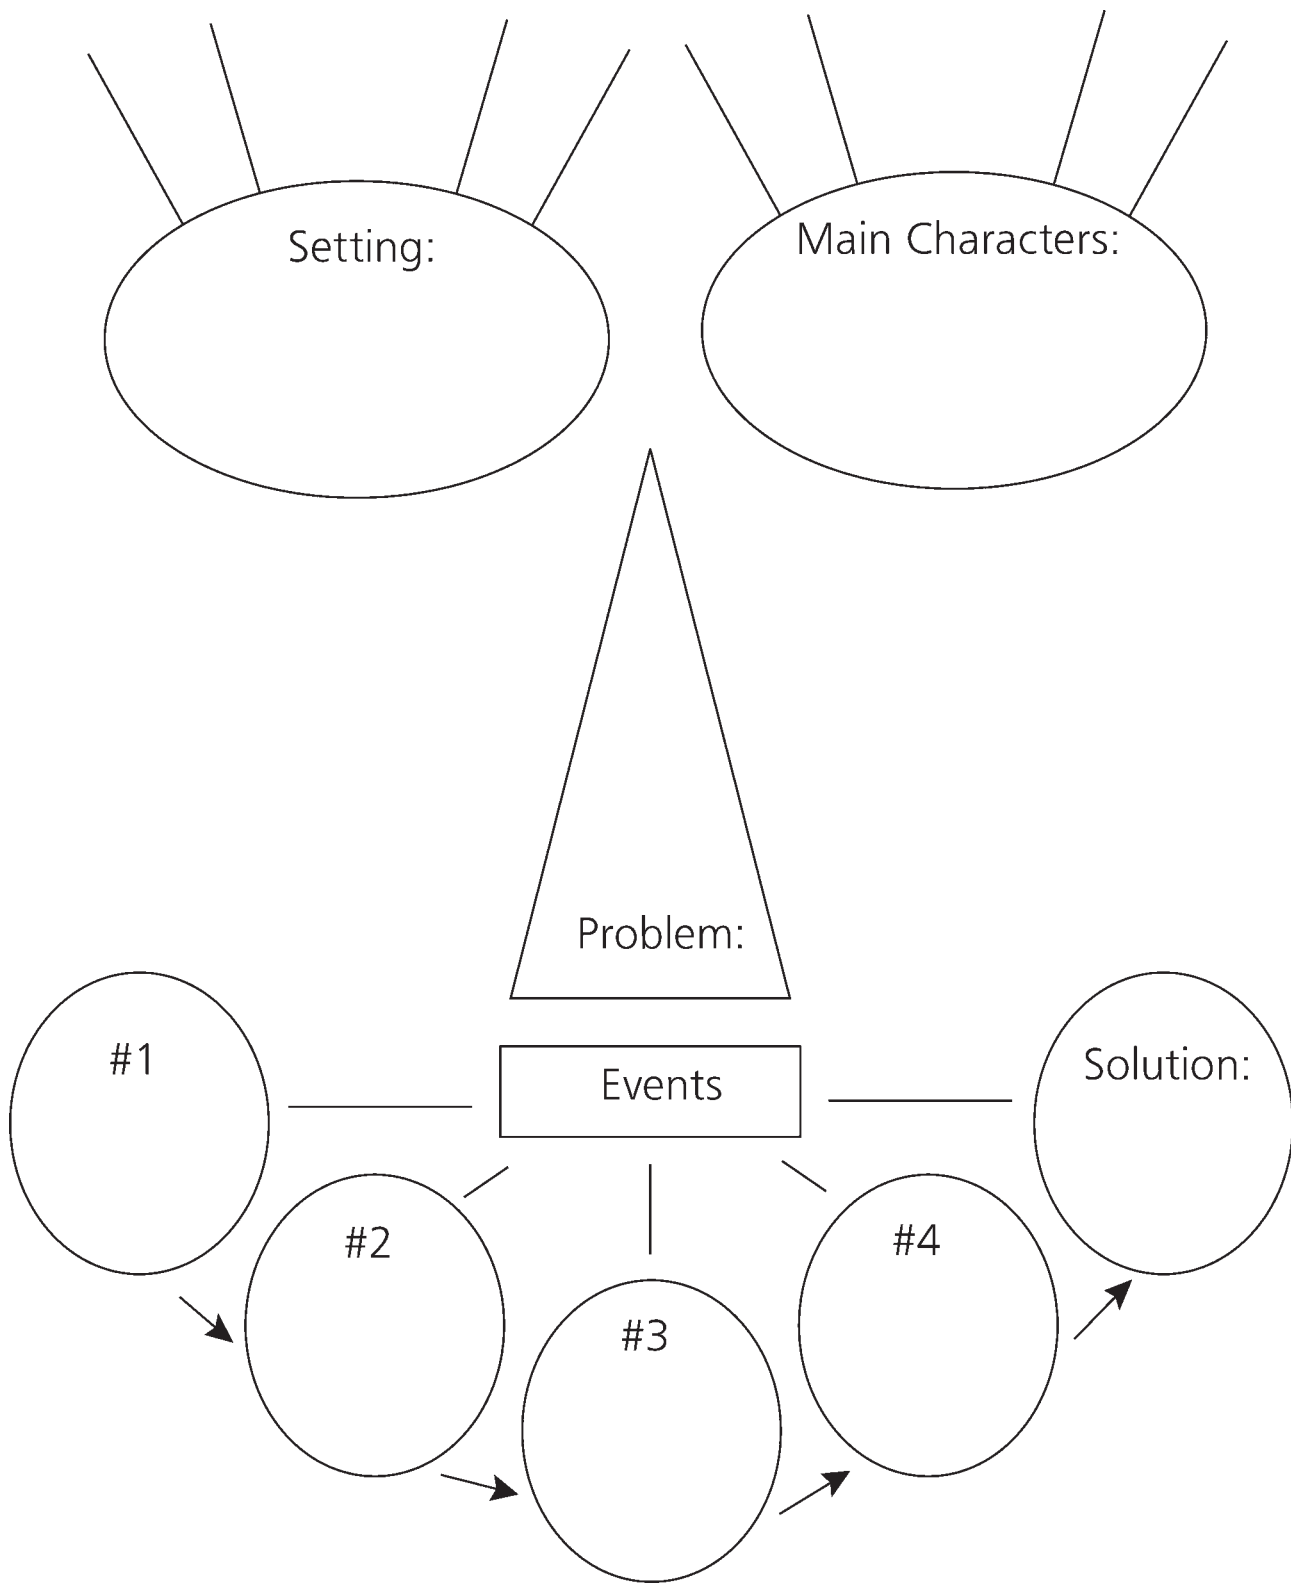 Setting:
Main Characters:
Problem:
Events
#1
#2
#3
#4
Solution: